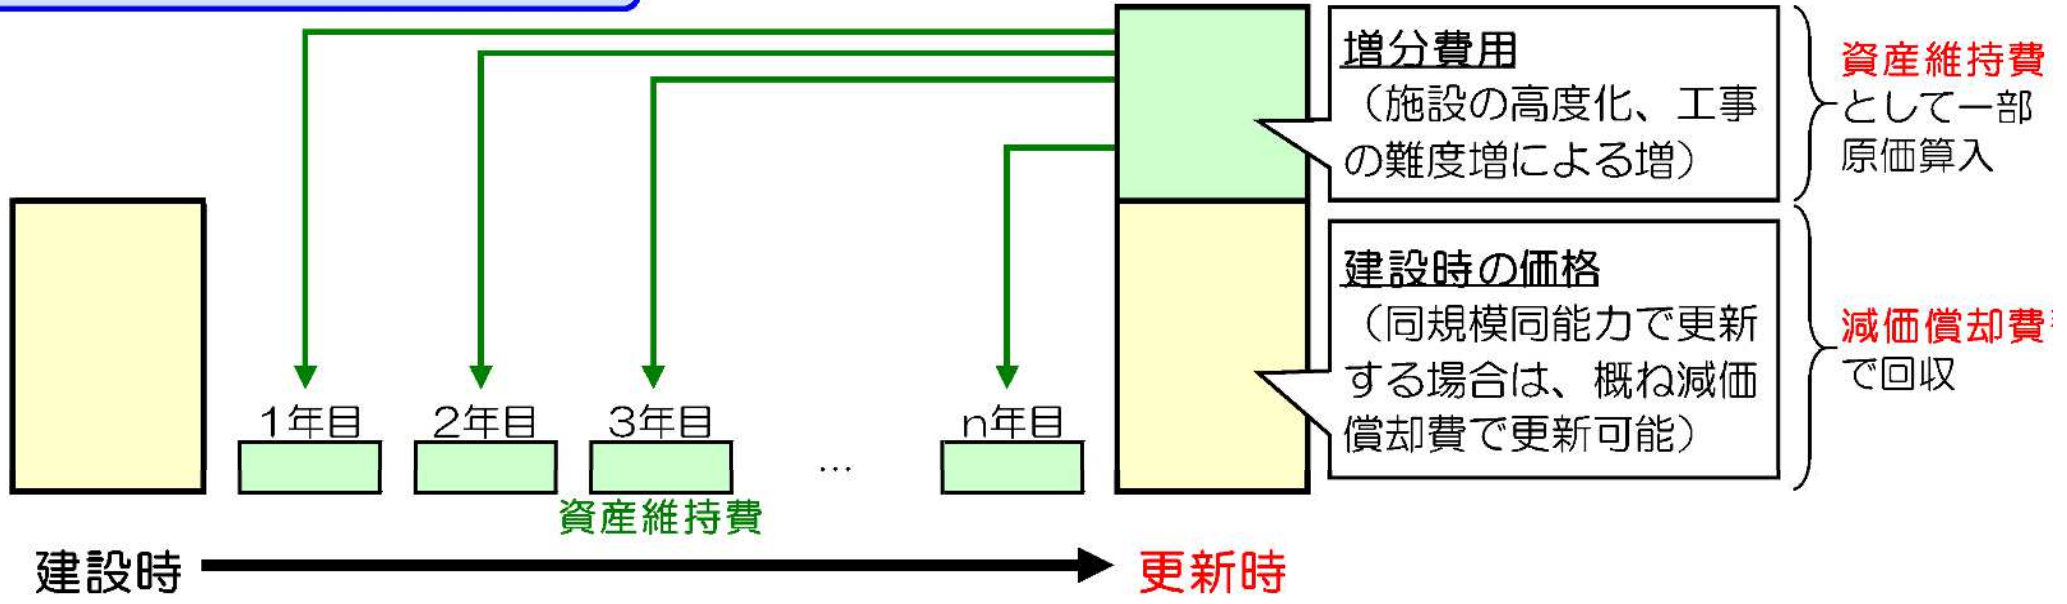 増分費用
（施設の高度化、工事
の難度増による増）
資産維持費
として一部
原価算入
建設時の価格
（同規模同能力で更新
する場合は、概ね減価
償却費で更新可能）
減価償却費
で回収
1年目
2年目
3年目
…
n年目
資産維持費
建設時
更新時